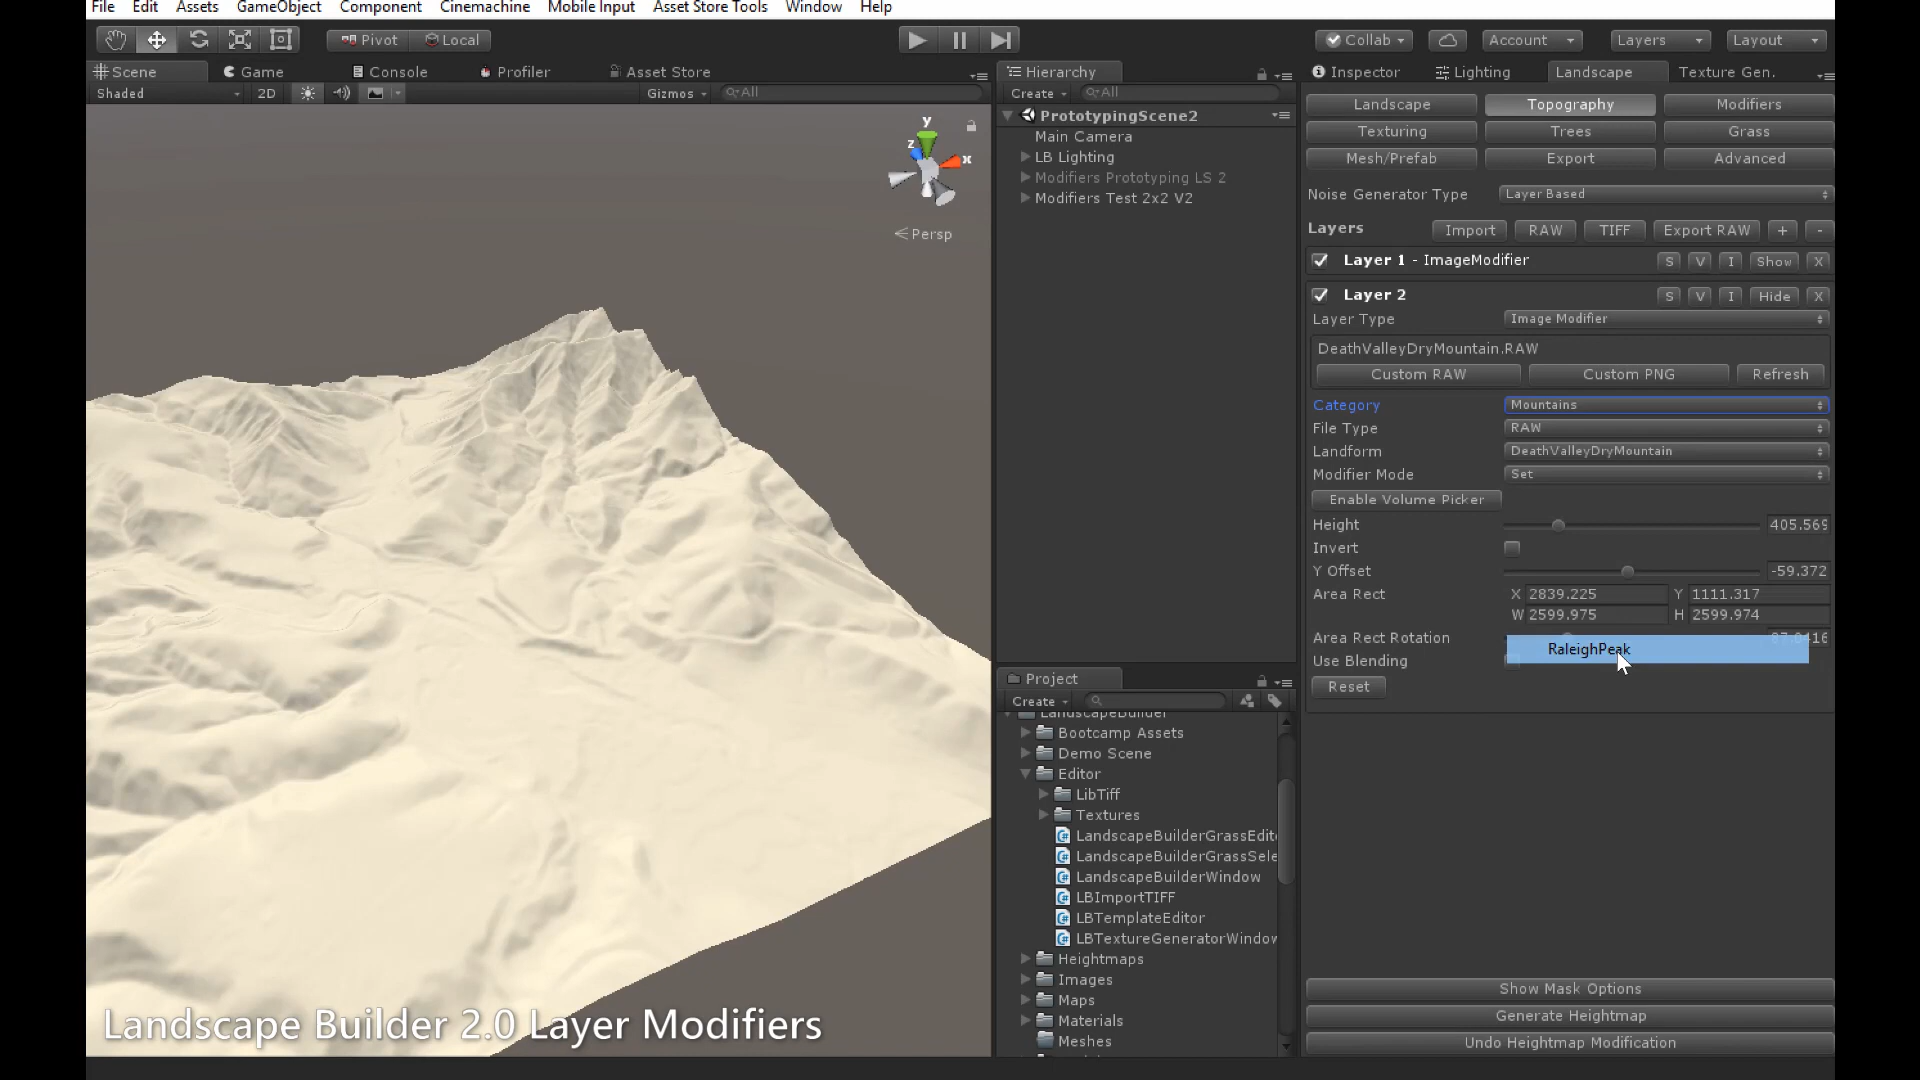 File Edit Assets GameObject Component Cinemachine Mobile Input Asset Store Tools Window Help
Pivot Local Collab Account Layers Layout
Scene Game Console Profiler Asset Store
Shaded 2D Gizmos All
y
z
x
Persp
Landscape Builder 2.0 Layer Modifiers
Hierarchy
Create All
PrototypingScene2
Main Camera
LB Lighting
Modifiers Prototyping LS 2
Modifiers Test 2x2 V2
Project
Create
LandscapeBuilder
Bootcamp Assets
Demo Scene
Editor
LibTiff
Textures
LandscapeBuilderGrassEdit
LandscapeBuilderGrassSele
LandscapeBuilderWindow
LBImportTIFF
LBTemplateEditor
LBTextureGeneratorWindow
Heightmaps
Images
Maps
Materials
Meshes
Inspector Lighting Landscape Texture Gen.
Landscape Topography Modifiers
Texturing Trees Grass
Mesh/Prefab Export Advanced
Noise Generator Type Layer Based
Layers Import RAW TIFF Export RAW + -
Layer 1 - ImageModifier S V I Show X
Layer 2 S V I Hide X
Layer Type Image Modifier
DeathValleyDryMountain.RAW
Custom RAW Custom PNG Refresh
Category Mountains
File Type RAW
Landform DeathValleyDryMountain
Modifier Mode Set
Enable Volume Picker
Height 405.569
Invert
Y Offset -59.372
Area Rect X 2839.225 Y 1111.317
W 2599.975 H 2599.974
Area Rect Rotation
RaleighPeak
Use Blending
Reset
Show Mask Options
Generate Heightmap
Undo Heightmap Modification